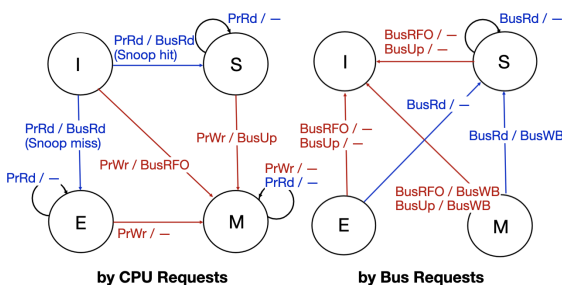 PrRd / —
PrRd / BusRd
(Snoop hit)
I
S
PrRd / BusRd
(Snoop miss)
PrWr / BusUp
PrWr / BusRFO
PrWr / —
PrRd / —
PrRd / —
E
M
PrWr / —
by CPU Requests
BusRd / —
BusRFO / —
BusUp / —
I
S
BusRd / —
BusRFO / —
BusUp / —
BusRd / BusWB
BusRFO / BusWB
BusUp / BusWB
E
M
by Bus Requests